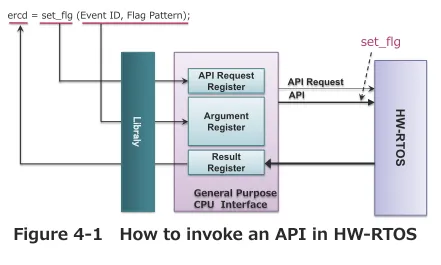 ercd = set_flg (Event ID, Flag Pattern);
set_flg
API Request
Register
API Request
API
Argument
Register
Libraly
HW-RTOS
Result
Register
General Purpose
CPU Interface
Figure 4-1 How to invoke an API in HW-RTOS